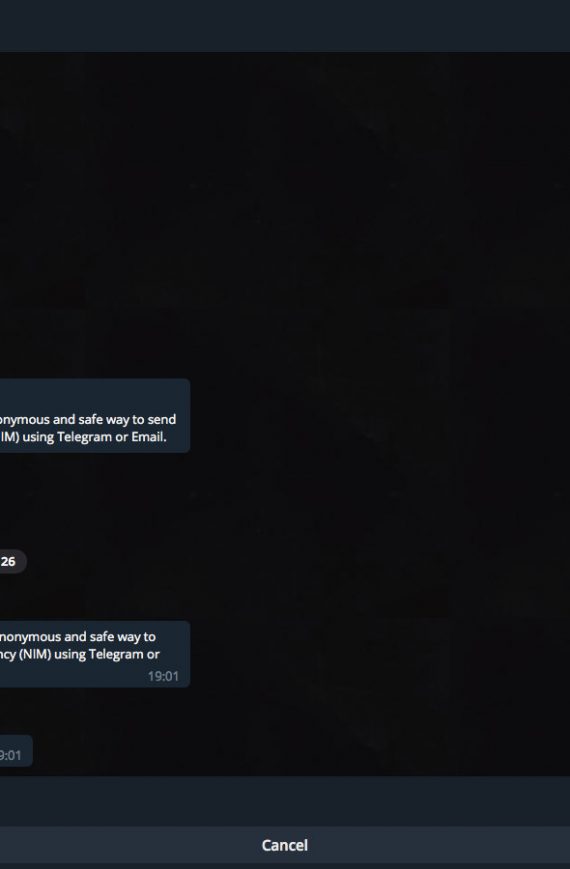 onymous and safe way to send
IM) using Telegram or Email.
26
nonymous and safe way to
ncy (NIM) using Telegram or
19:01
9:01
Cancel